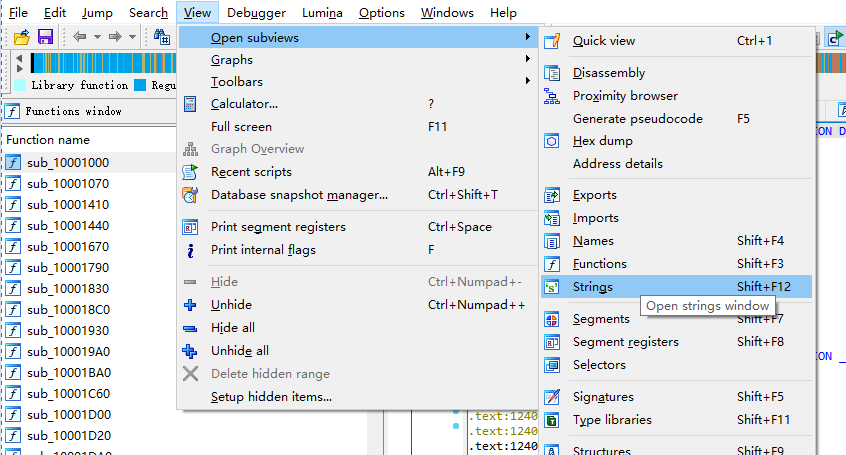 File Edit Jump Search View Debugger Lumina Options Windows Help
Open subviews
Graphs
Toolbars
Calculator... ?
Full screen F11
Graph Overview
Recent scripts Alt+F9
Database snapshot manager... Ctrl+Shift+T
Print segment registers Ctrl+Space
Print internal flags F
Hide Ctrl+Numpad+-
Unhide Ctrl+Numpad++
Hide all
Unhide all
Delete hidden range
Setup hidden items...
Quick view Ctrl+1
Disassembly
Proximity browser
Generate pseudocode F5
Hex dump
Address details
Exports
Imports
Names Shift+F4
Functions Shift+F3
Strings Shift+F12
Open strings window
Segments Shift+F7
Segment registers Shift+F8
Selectors
Signatures Shift+F5
Type libraries Shift+F11
Structures Shift+F9
Library function Regu
Functions window
Function name
sub_10001000
sub_10001070
sub_10001410
sub_10001440
sub_10001670
sub_10001790
sub_10001830
sub_100018C0
sub_10001930
sub_100019A0
sub_10001BA0
sub_10001C60
sub_10001D00
sub_10001D20
sub_10001DA0
ION D
ION _
.text:1240
.text:1240
.text:1240